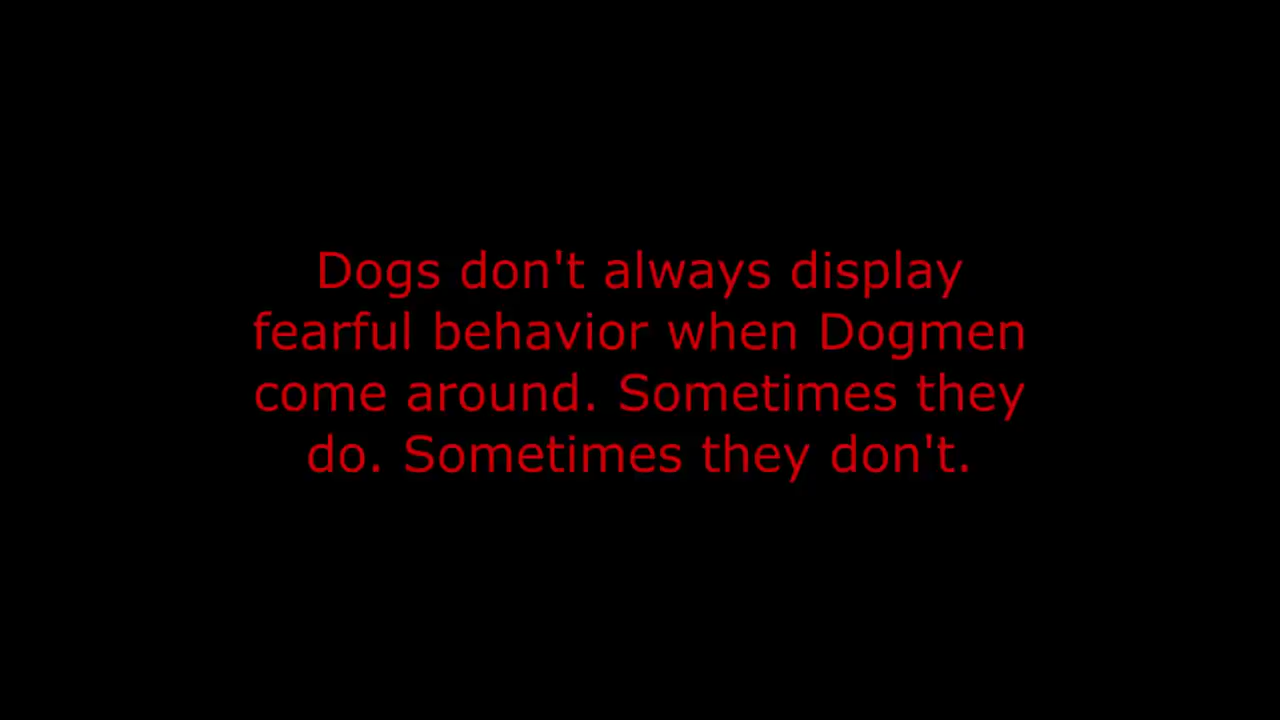 Dogs don't always display
fearful behavior when Dogmen
come around. Sometimes they
do. Sometimes they don't.